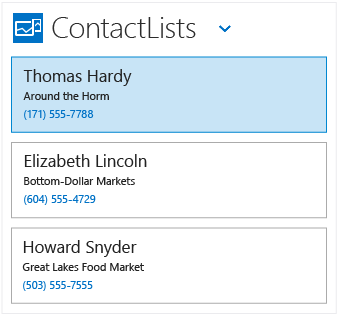 ContactLists
Thomas Hardy
Around the Horm
(171) 555-7788
Elizabeth Lincoln
Bottom-Dollar Markets
(604) 555-4729
Howard Snyder
Great Lakes Food Market
(503) 555-7555